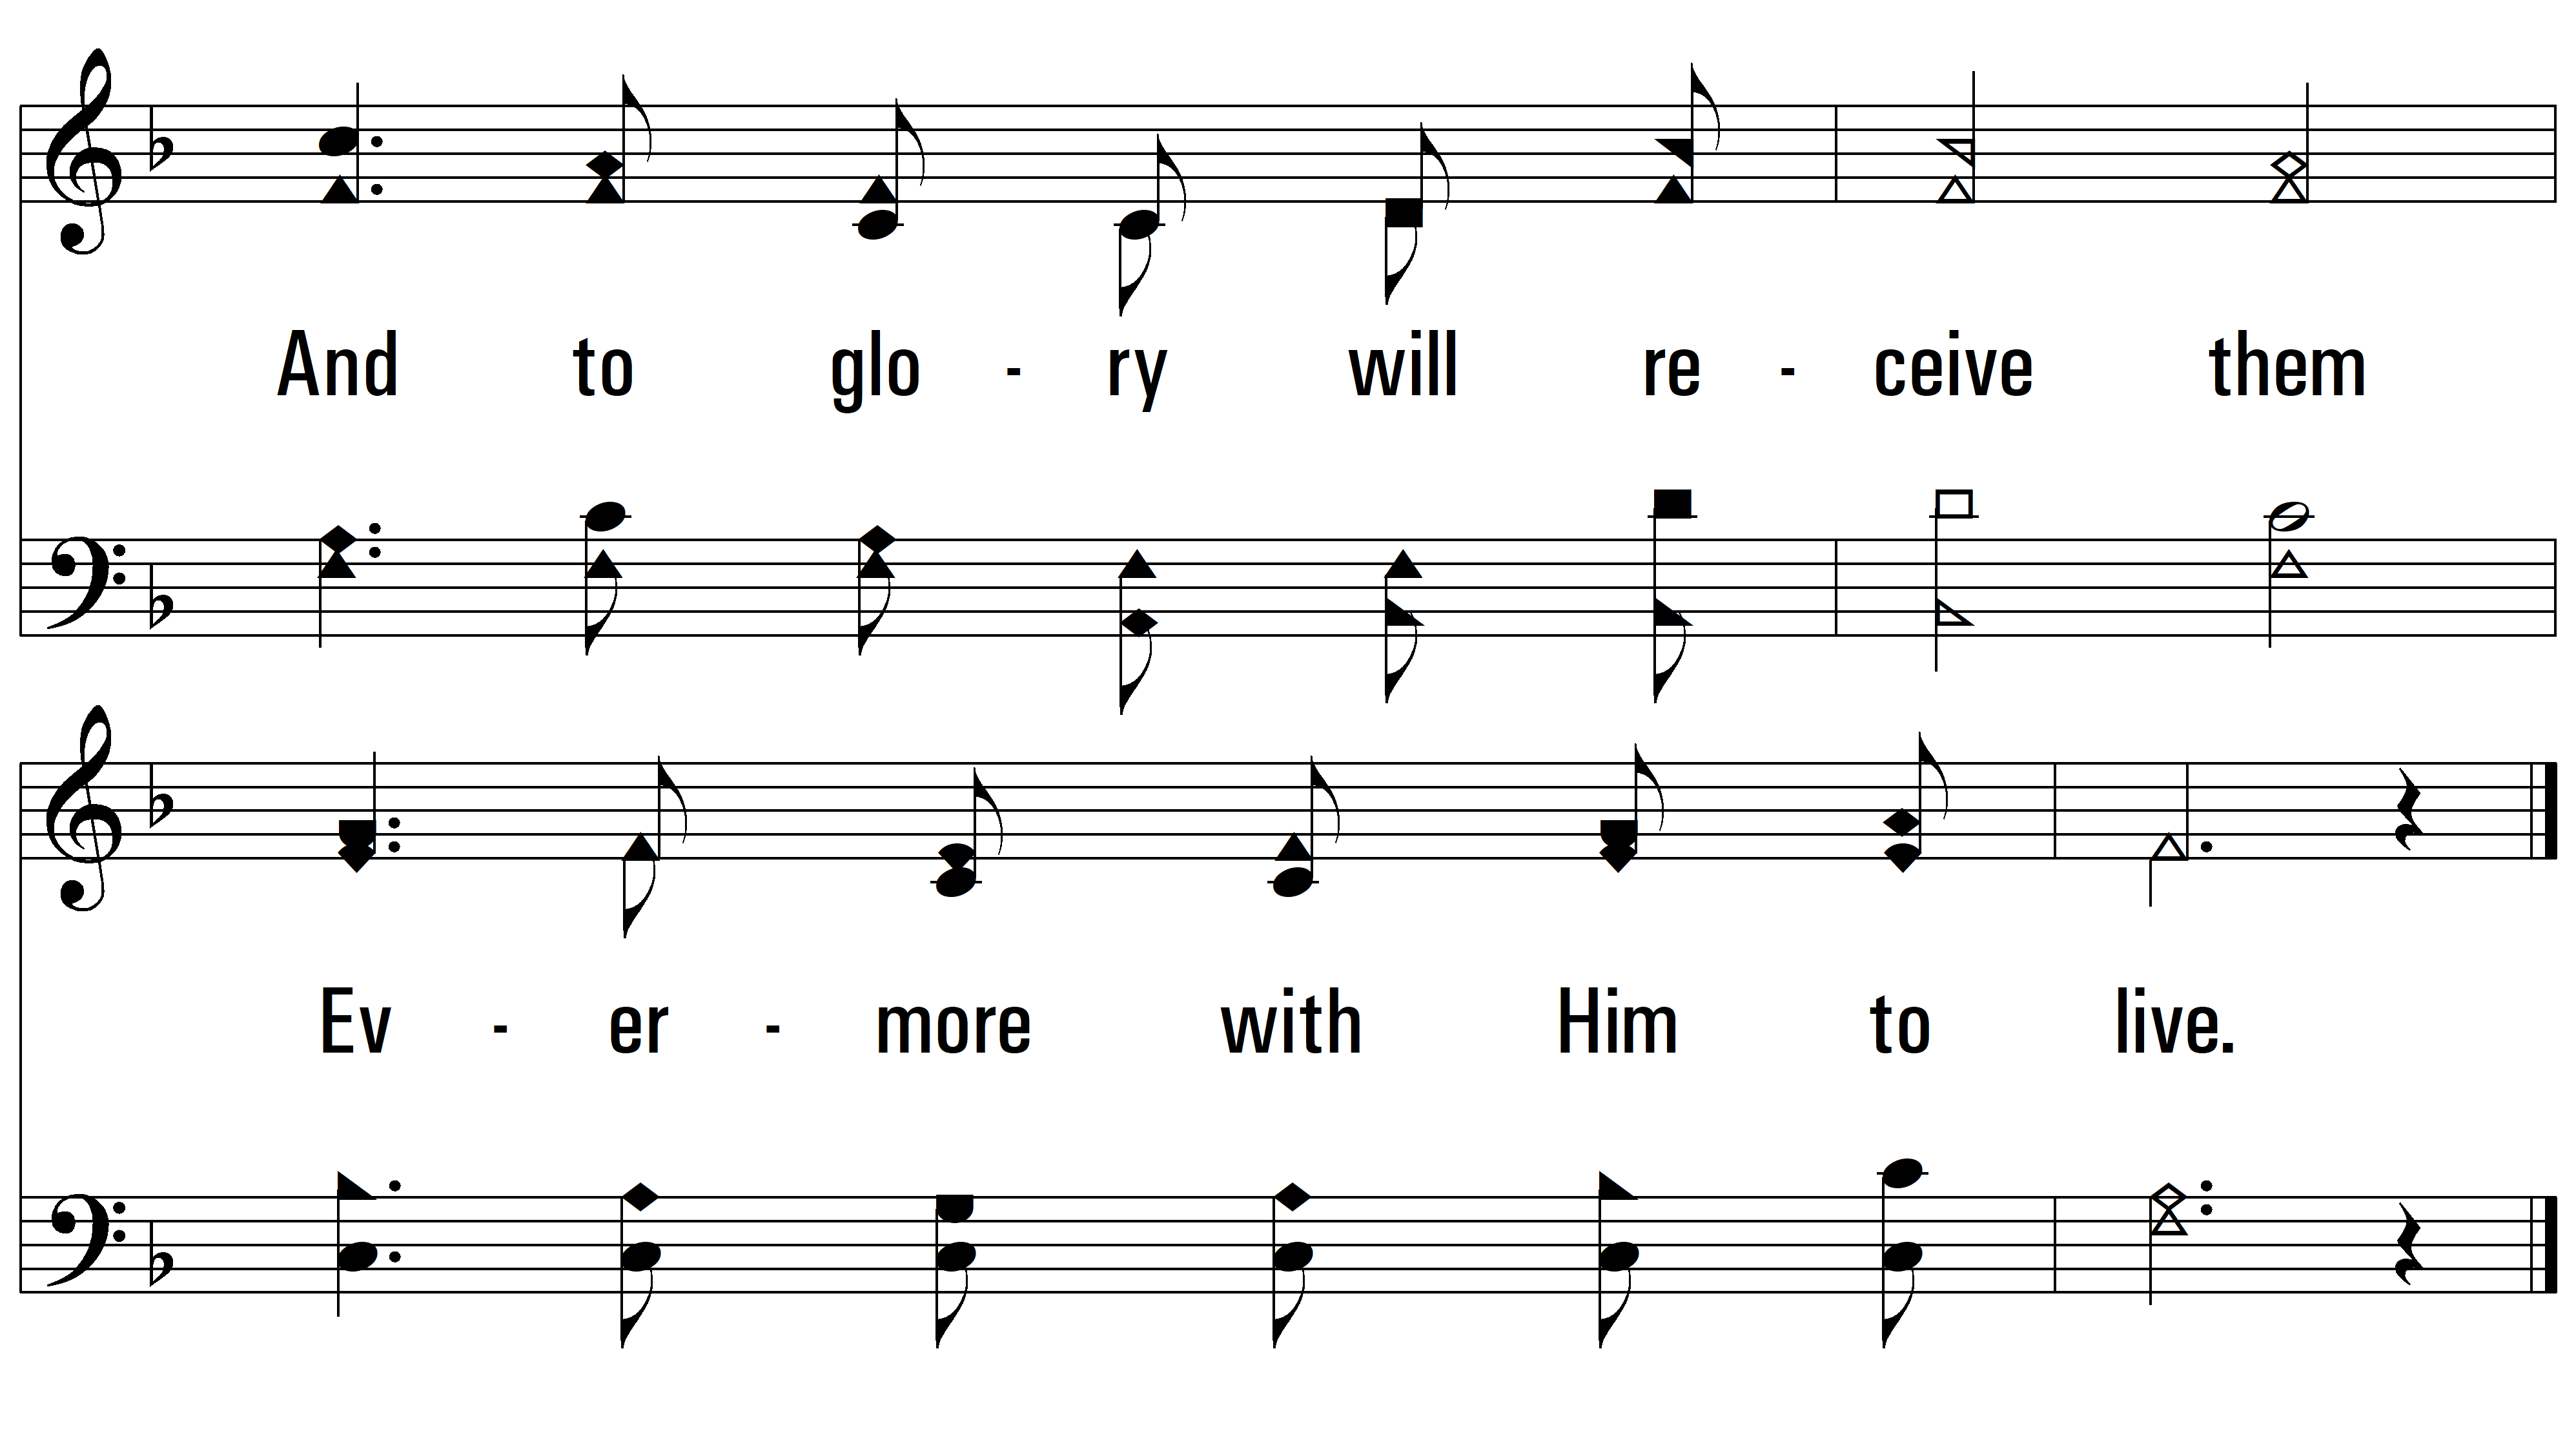 And to glo - ry will re - ceive them
Ev - er - more with Him to live.